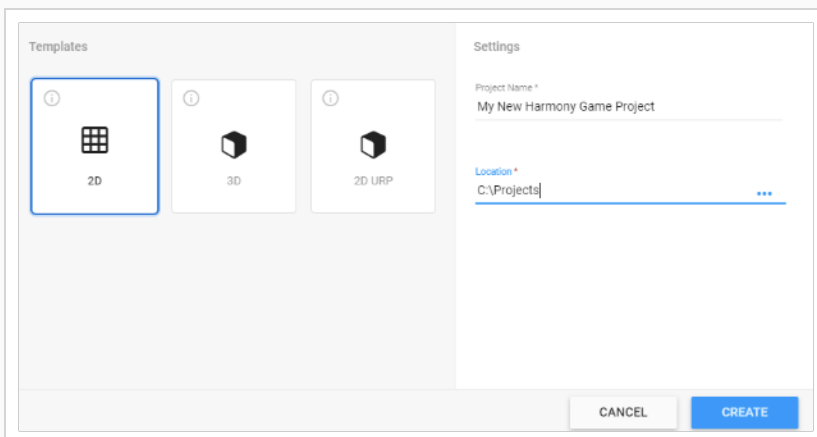 Templates
2D
3D
2D URP
Settings
Project Name *
My New Harmony Game Project
Location *
C:\Projects
CANCEL
CREATE